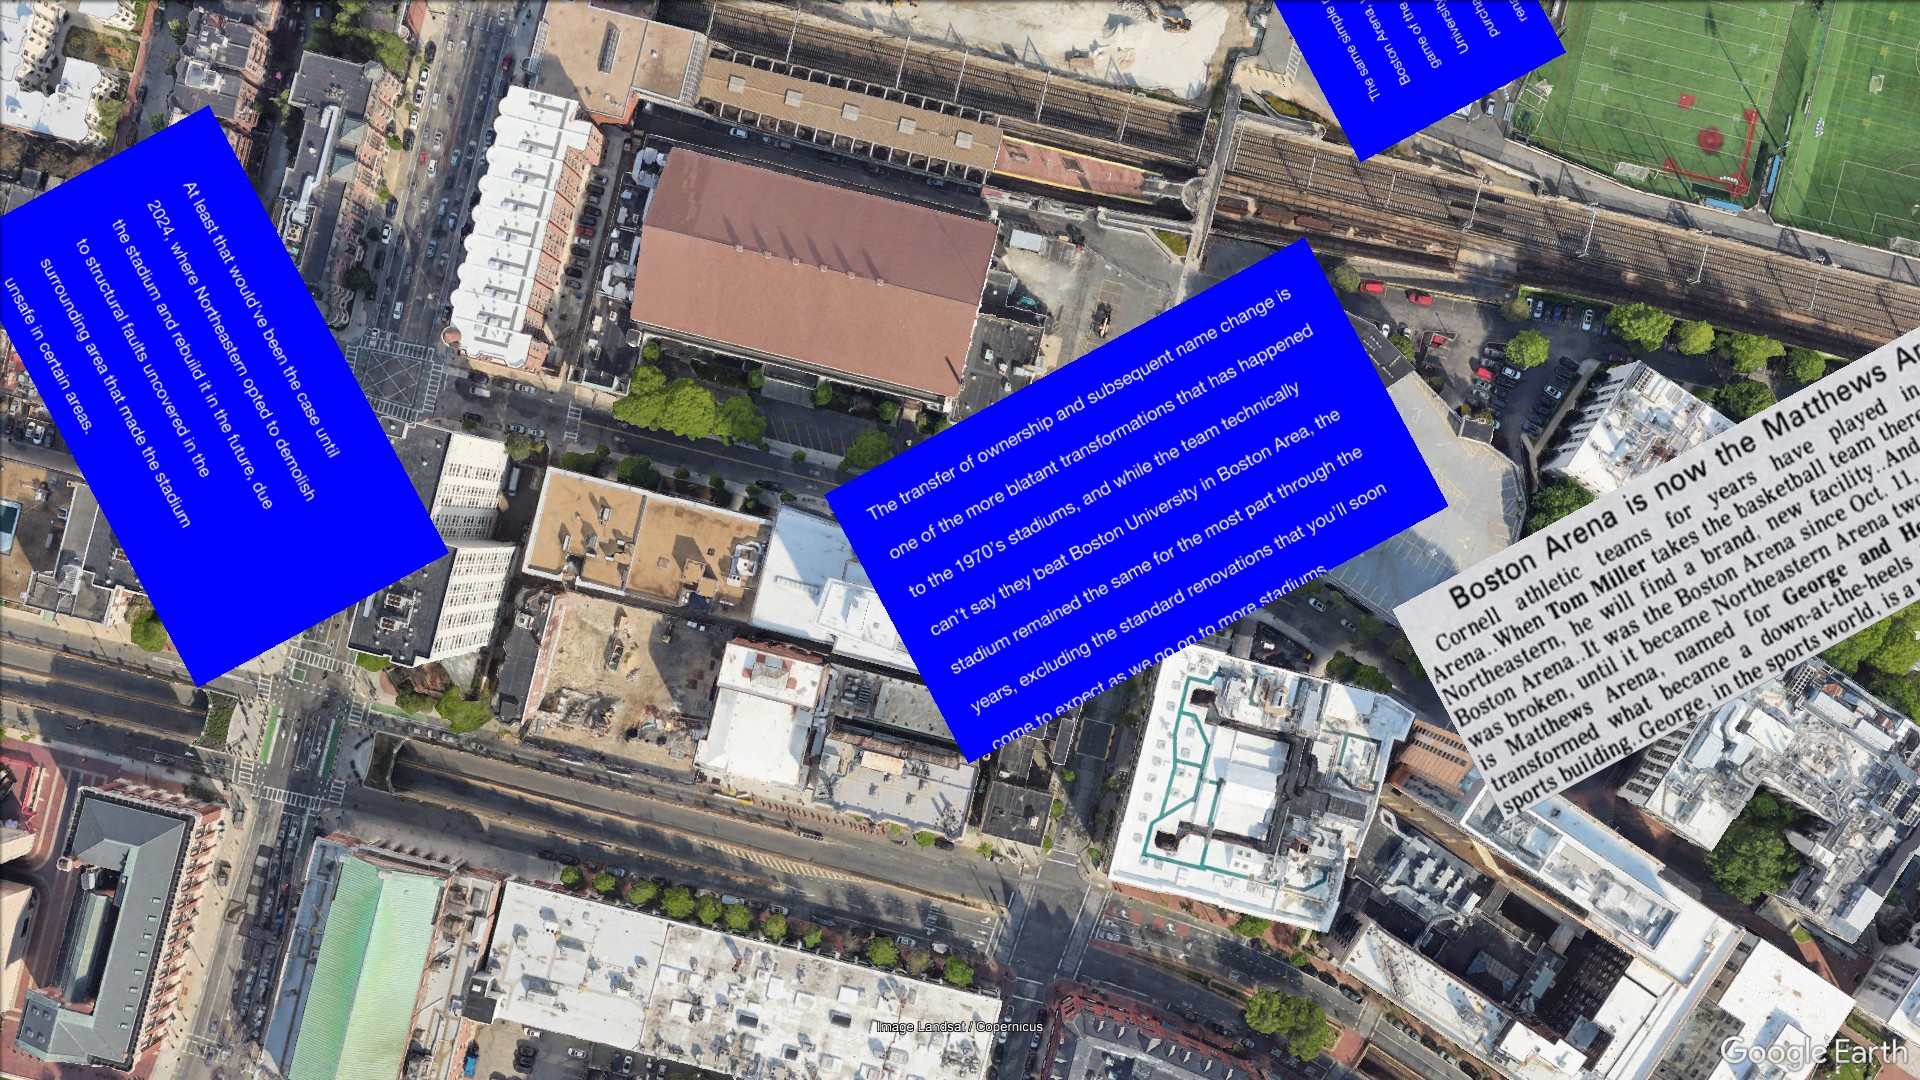 At least that would've been the case until
2024, where Northeastern opted to demolish
the stadium and rebuild it in the future, due
to structural faults uncovered in the
surrounding area that made the stadium
unsafe in certain areas.
The same simple
Boston Arena,
game of the
University
purcha
ren
The transfer of ownership and subsequent name change is
one of the more blatant transformations that has happened
to the 1970's stadiums, and while the team technically
can't say they beat Boston University in Boston Area, the
stadium remained the same for the most part through the
years, excluding the standard renovations that you'll soon
come to expect as we go on to more stadiums
Boston Arena is now the Matthews Ar
Cornell athletic teams for years have played in
Arena..When Tom Miller takes the basketball team there
Northeastern, he will find a brand, new facility..And
Boston Arena..It was the Boston Arena since Oct. 11,
was broken, until it became Northeastern Arena two
is Matthews Arena, named for George and He
transformed what became a down-at-the-heels
sports building. George, in the sports world, is a
Image Landsat / Copernicus
Google Earth